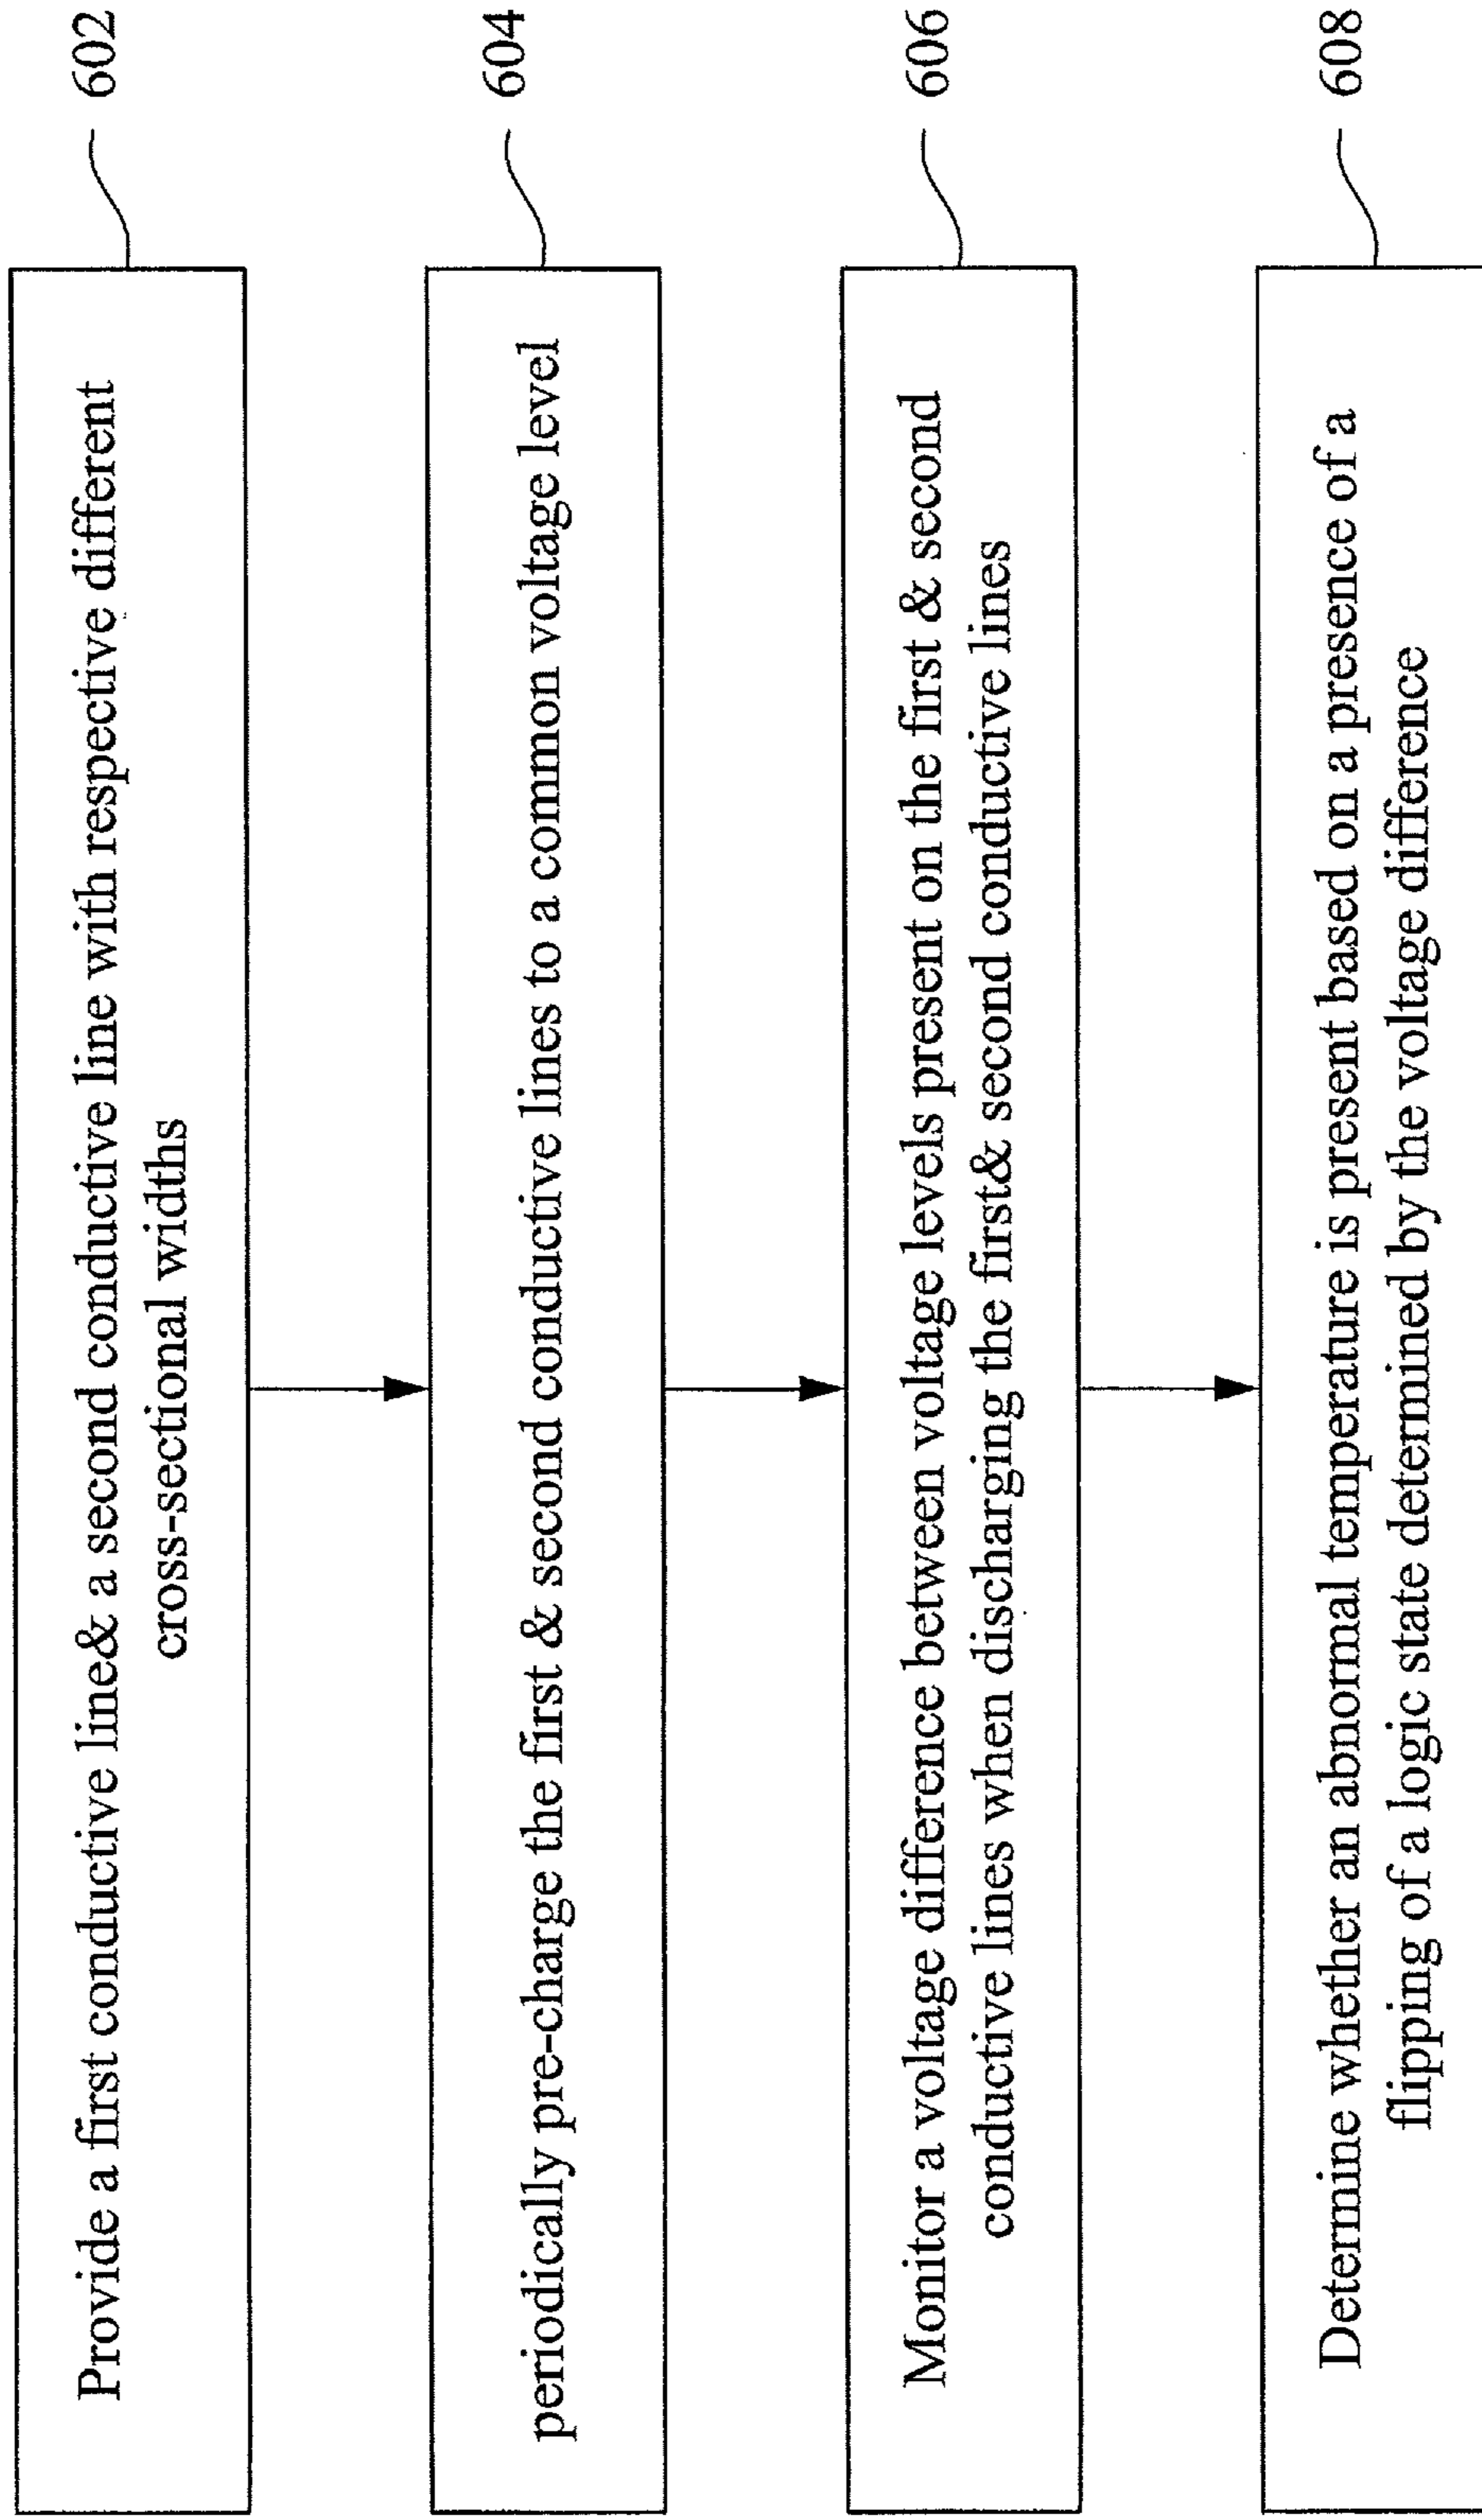 Provide a first conductive line& a second conductive line with respective different
cross-sectional widths
602
periodically pre-charge the first & second conductive lines to a common voltage level
604
Monitor a voltage difference between voltage levels present on the first & second
conductive lines when discharging the first& second conductive lines
606
Determine whether an abnormal temperature is present based on a presence of a
flipping of a logic state determined by the voltage difference
608